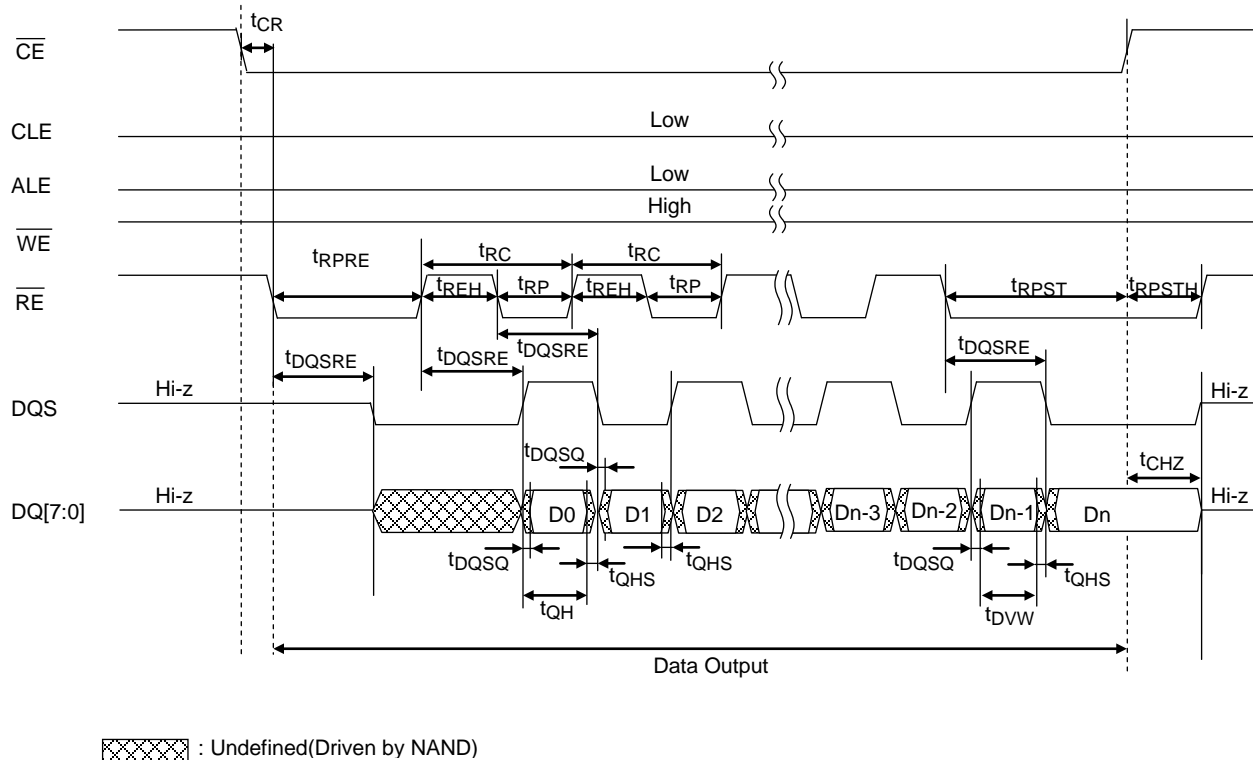 tCR
CE
CLE
Low
ALE
Low
High
WE
tRPRE
tRC
tRC
RE
tREH
tRP
tREH
tRP
tRPST
tRPSTH
tDQSRE
tDQSRE
tDQSRE
tDQSRE
DQS
Hi-z
Hi-z
tDQSQ
tCHZ
DQ[7:0]
Hi-z
D0
D1
D2
Dn-3
Dn-2
Dn-1
Dn
Hi-z
tDQSQ
tQHS
tQHS
tDQSQ
tQHS
tQH
tDVW
Data Output
: Undefined(Driven by NAND)